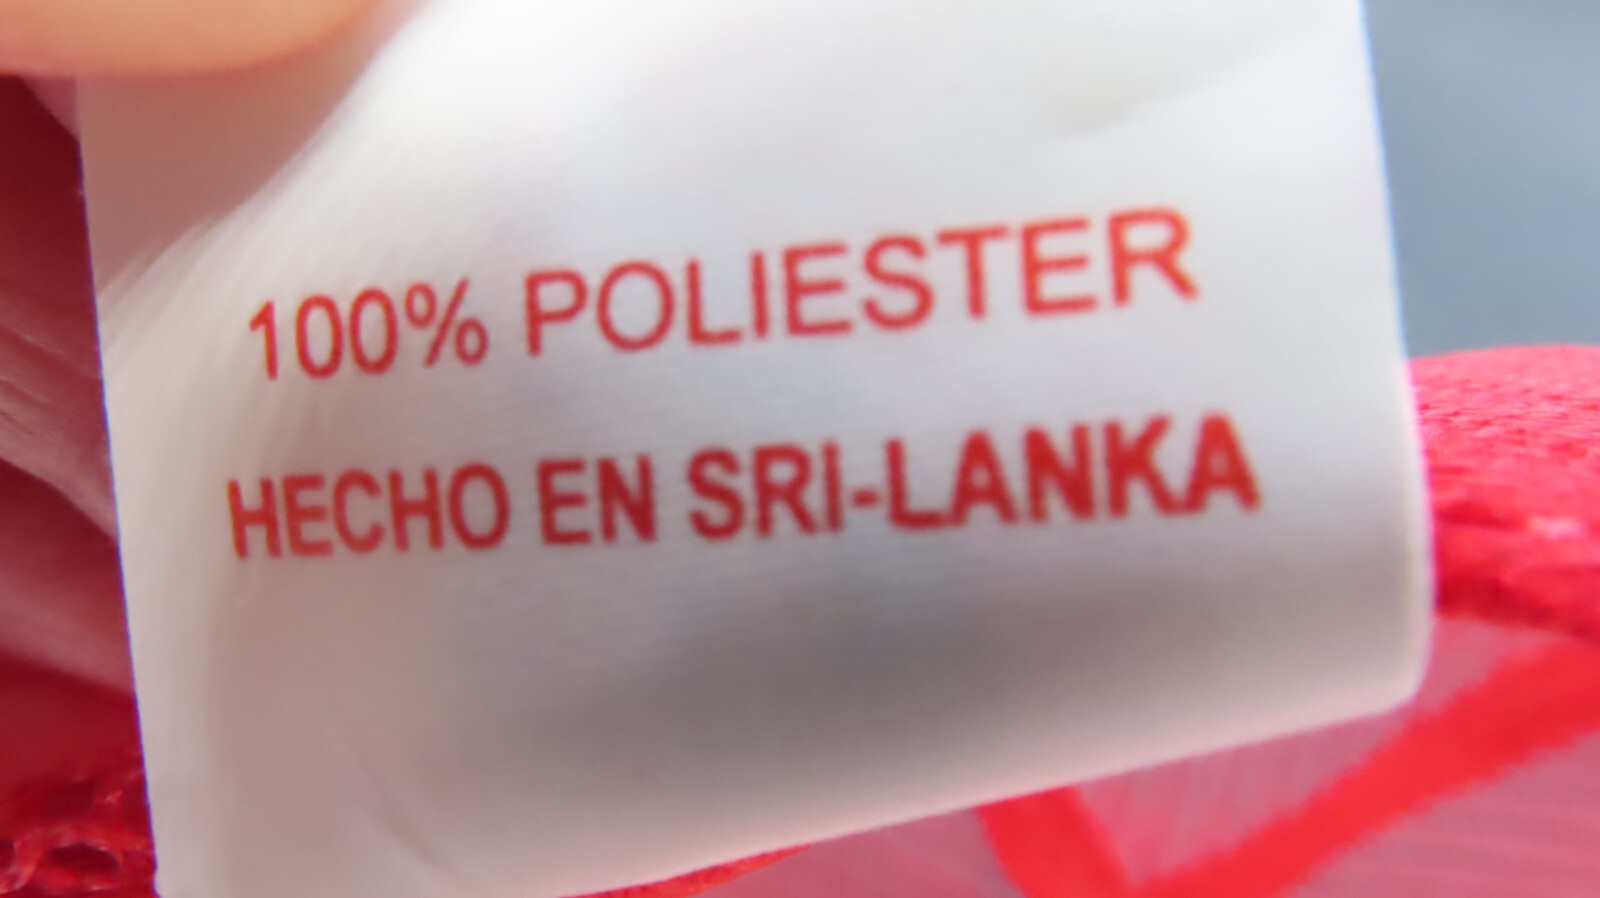 100% POLIESTER
HECHO EN SRI-LANKA